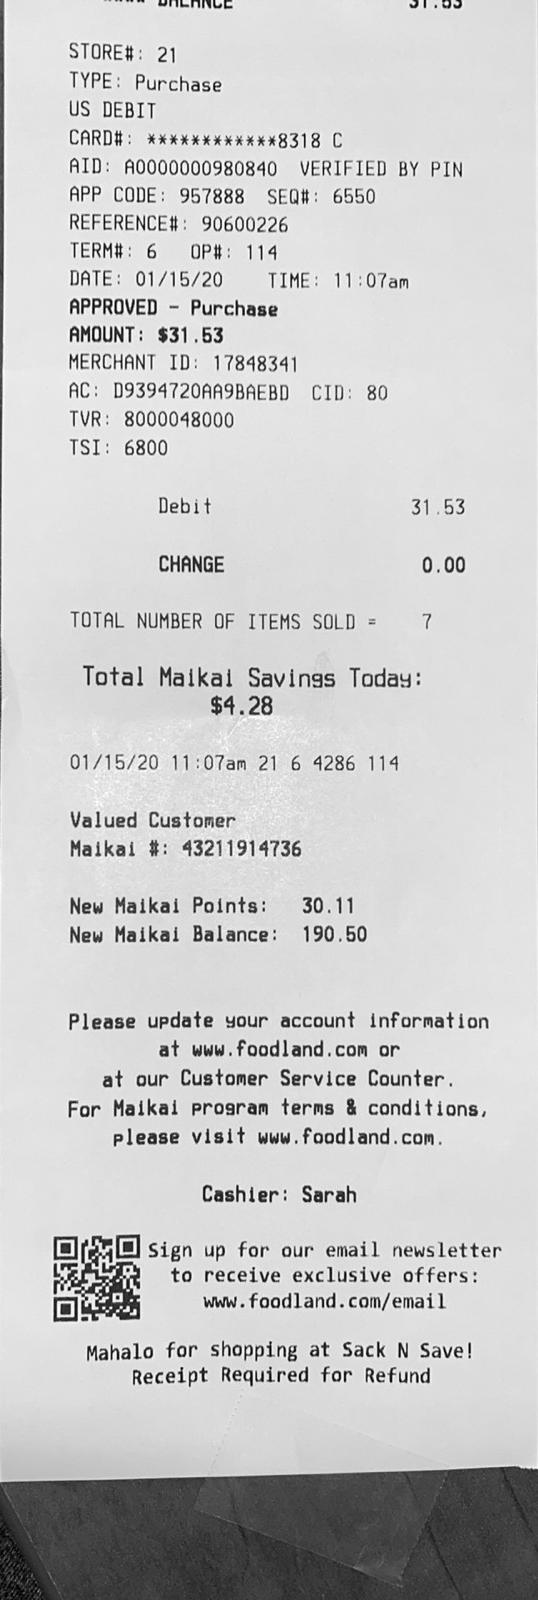 **** BALANCE 31.53
STORE#: 21
TYPE: Purchase
US DEBIT
CARD#: ************8318 C
AID: A0000000980840 VERIFIED BY PIN
APP CODE: 957888 SEQ#: 6550
REFERENCE#: 90600226
TERM#: 6 OP#: 114
DATE: 01/15/20 TIME: 11:07am
APPROVED - Purchase
AMOUNT: $31.53
MERCHANT ID: 17848341
AC: D9394720AA9BAEBD CID: 80
TVR: 8000048000
TSI: 6800
Debit 31.53
CHANGE 0.00
TOTAL NUMBER OF ITEMS SOLD = 7
Total Maikai Savings Today:
$4.28
01/15/20 11:07am 21 6 4286 114
Valued Customer
Maikai #: 43211914736
New Maikai Points: 30.11
New Maikai Balance: 190.50
Please update your account information
at www.foodland.com or
at our Customer Service Counter.
For Maikai program terms & conditions,
please visit www.foodland.com.
Cashier: Sarah
Sign up for our email newsletter
to receive exclusive offers:
www.foodland.com/email
Mahalo for shopping at Sack N Save!
Receipt Required for Refund